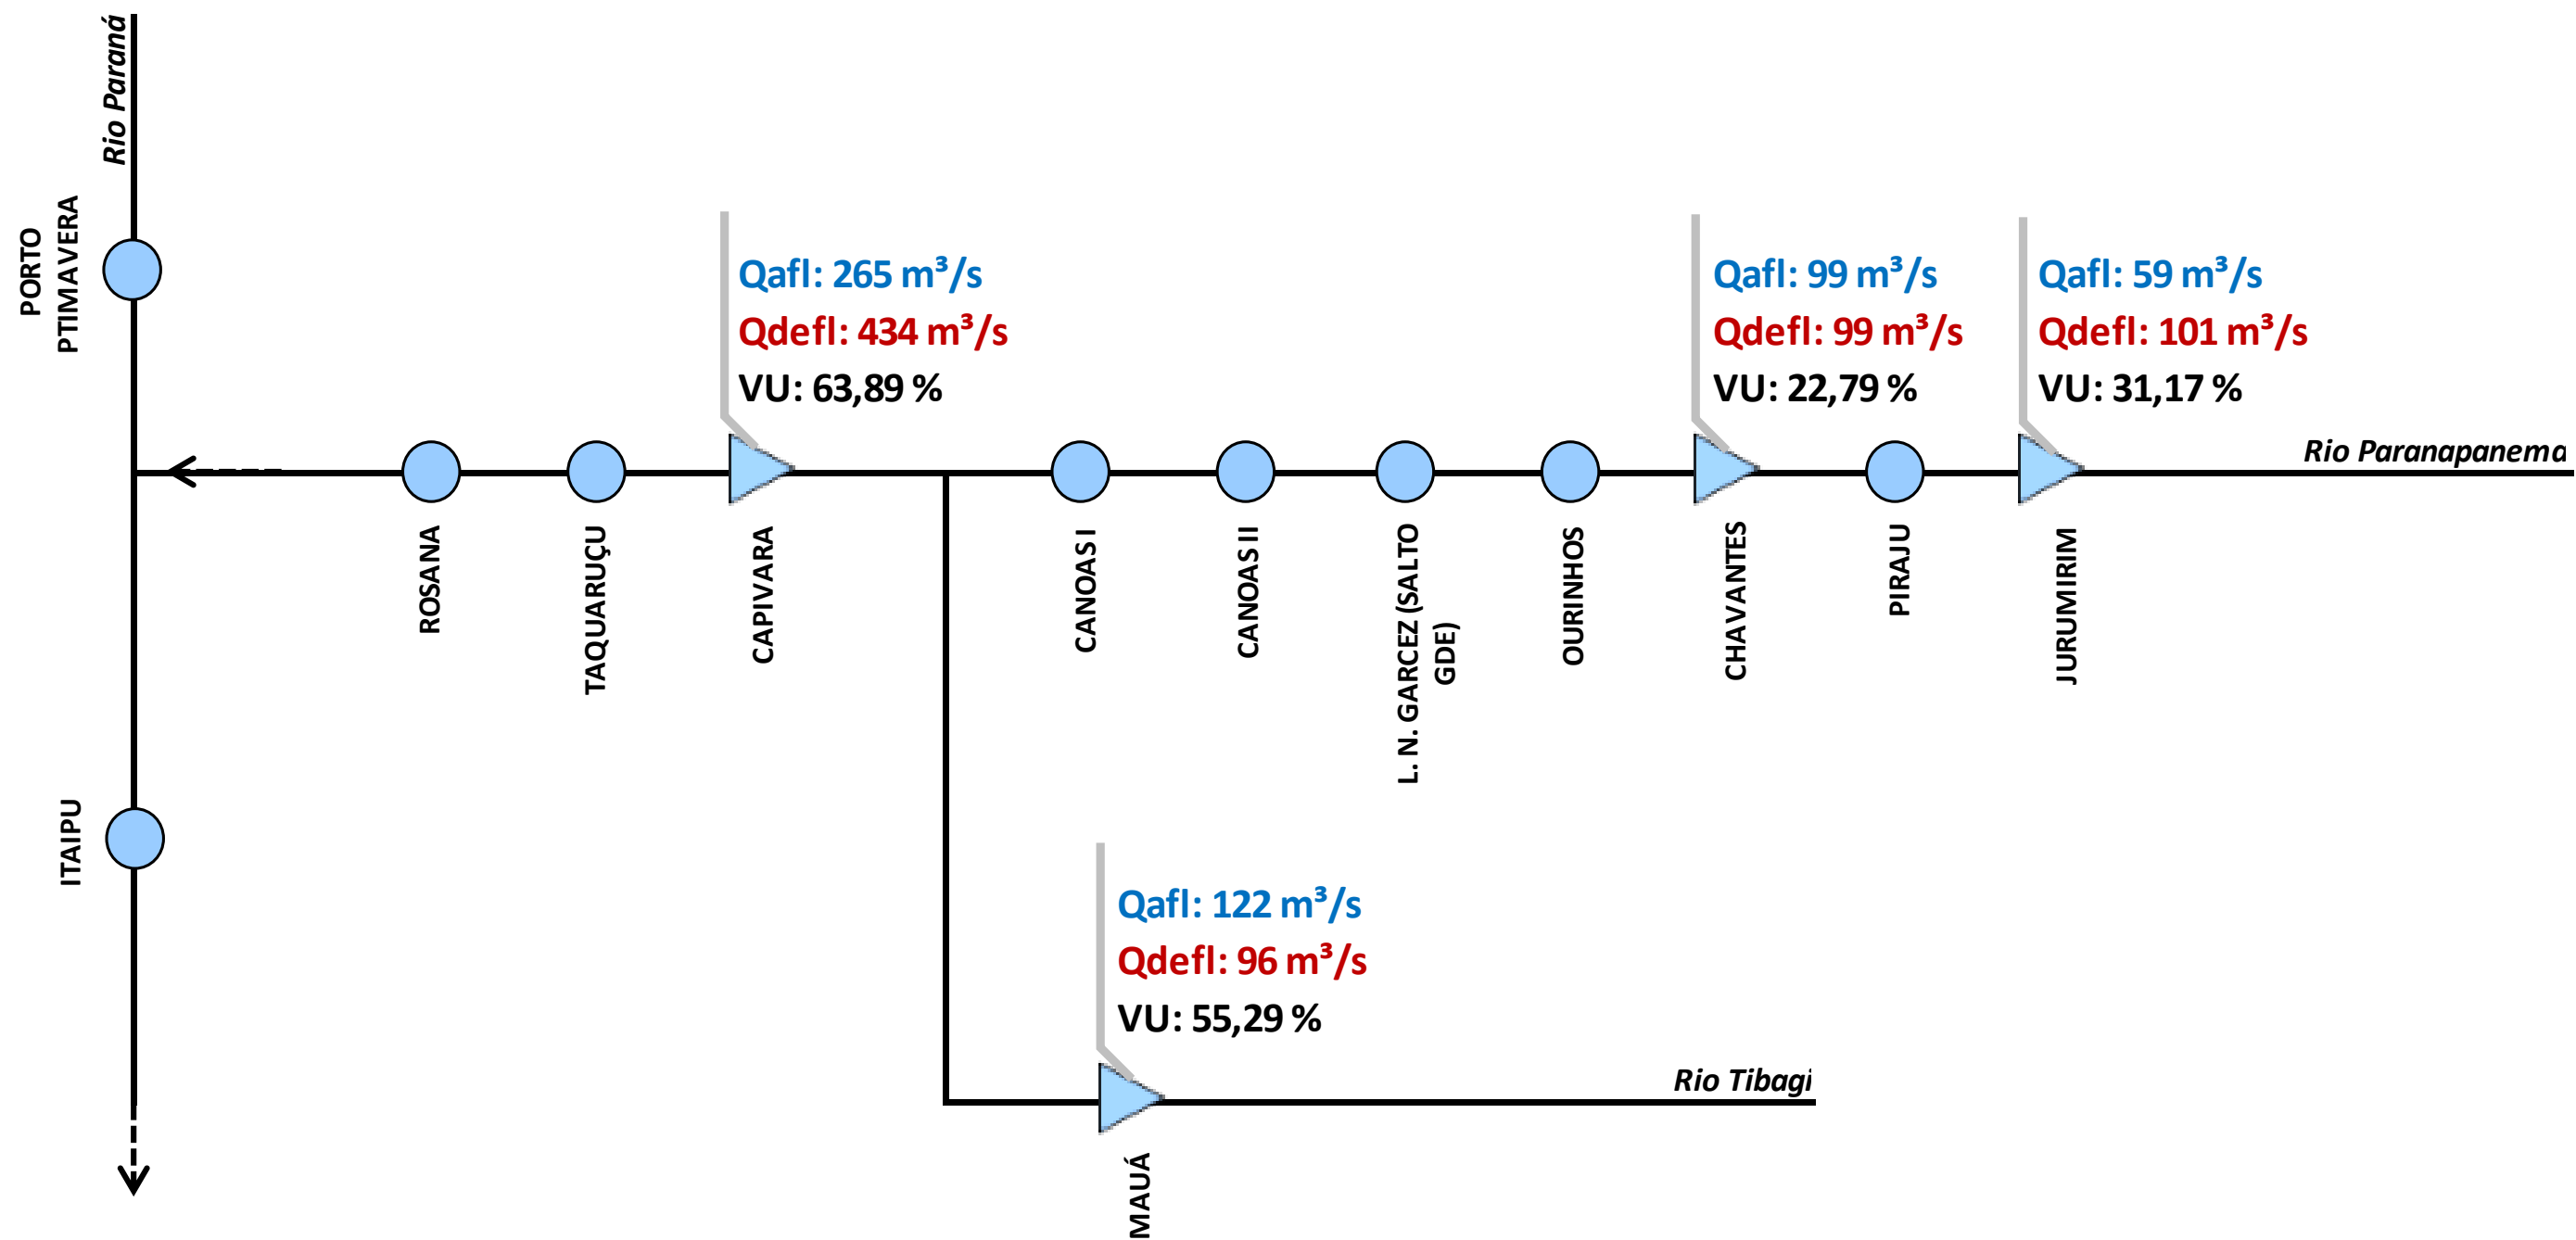 Rio Paraná
PORTO
PTIMAVERA
Qafl: 265 m³/s
Qdefl: 434 m³/s
VU: 63,89 %
Qafl: 99 m³/s
Qdefl: 99 m³/s
VU: 22,79 %
Qafl: 59 m³/s
Qdefl: 101 m³/s
VU: 31,17 %
Rio Paranapanema
ROSANA
TAQUARUÇU
CAPIVARA
CANOAS I
CANOAS II
L. N. GARCEZ (SALTO
GDE)
OURINHOS
CHAVANTES
PIRAJU
JURUMIRIM
ITAIPU
Qafl: 122 m³/s
Qdefl: 96 m³/s
VU: 55,29 %
Rio Tibagi
MAUÁ